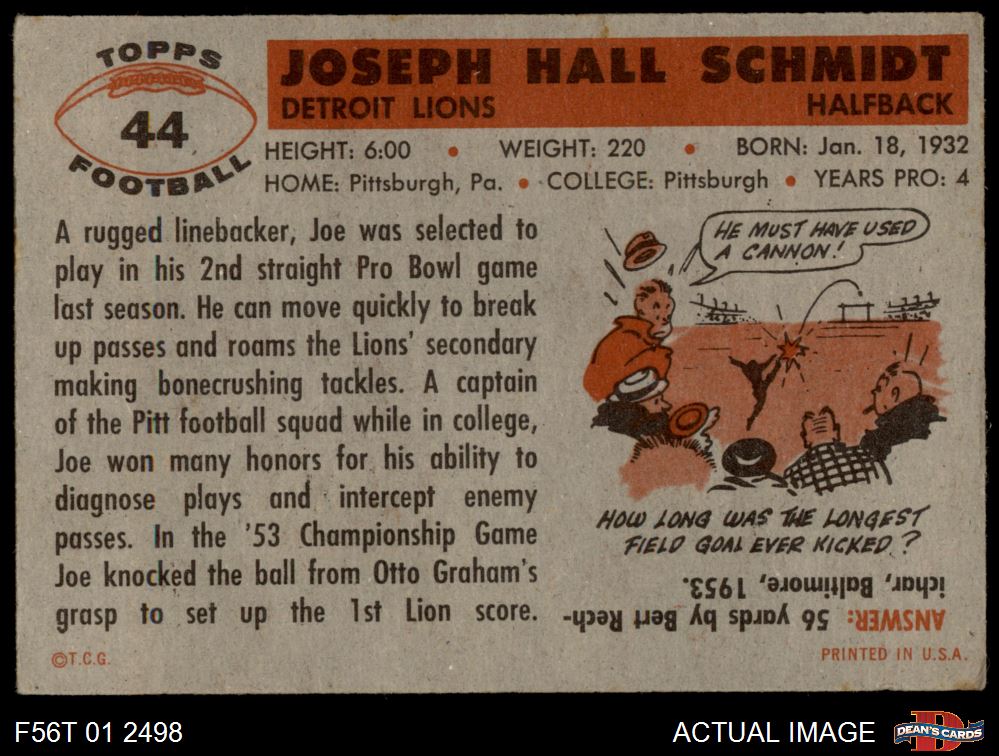 TOPPS
44
FOOTBALL
JOSEPH HALL SCHMIDT
DETROIT LIONS HALFBACK
HEIGHT: 6:00 • WEIGHT: 220 • BORN: Jan. 18, 1932
HOME: Pittsburgh, Pa. • COLLEGE: Pittsburgh • YEARS PRO: 4
A rugged linebacker, Joe was selected to
play in his 2nd straight Pro Bowl game
last season. He can move quickly to break
up passes and roams the Lions' secondary
making bonecrushing tackles. A captain
of the Pitt football squad while in college,
Joe won many honors for his ability to
diagnose plays and intercept enemy
passes. In the '53 Championship Game
Joe knocked the ball from Otto Graham's
grasp to set up the 1st Lion score.
HE MUST HAVE USED
A CANNON!
HOW LONG WAS THE LONGEST
FIELD GOAL EVER KICKED?
ANSWER: 56 yards by Bert Rech-
ichar, Baltimore, 1953.
©T.C.G.
PRINTED IN U.S.A.
F56T 01 2498
ACTUAL IMAGE
D
DEAN'S CARDS